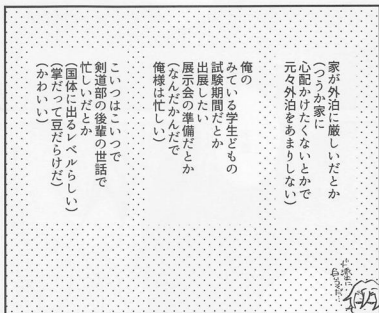 家が外泊に厳しいだとか
(つうか家に
心配かけたくないとかで
元々外泊をあまりしない)
俺の
みている学生どもの
試験期間だとか
出展したい
展示会の準備だとか
(なんだかんだで
俺様は忙しい)
こいつはこいつで
剣道部の後輩の世話で
忙しいだとか
(国体に出るレベルらしい)
(掌だって豆だらけだ)
(かわいい)